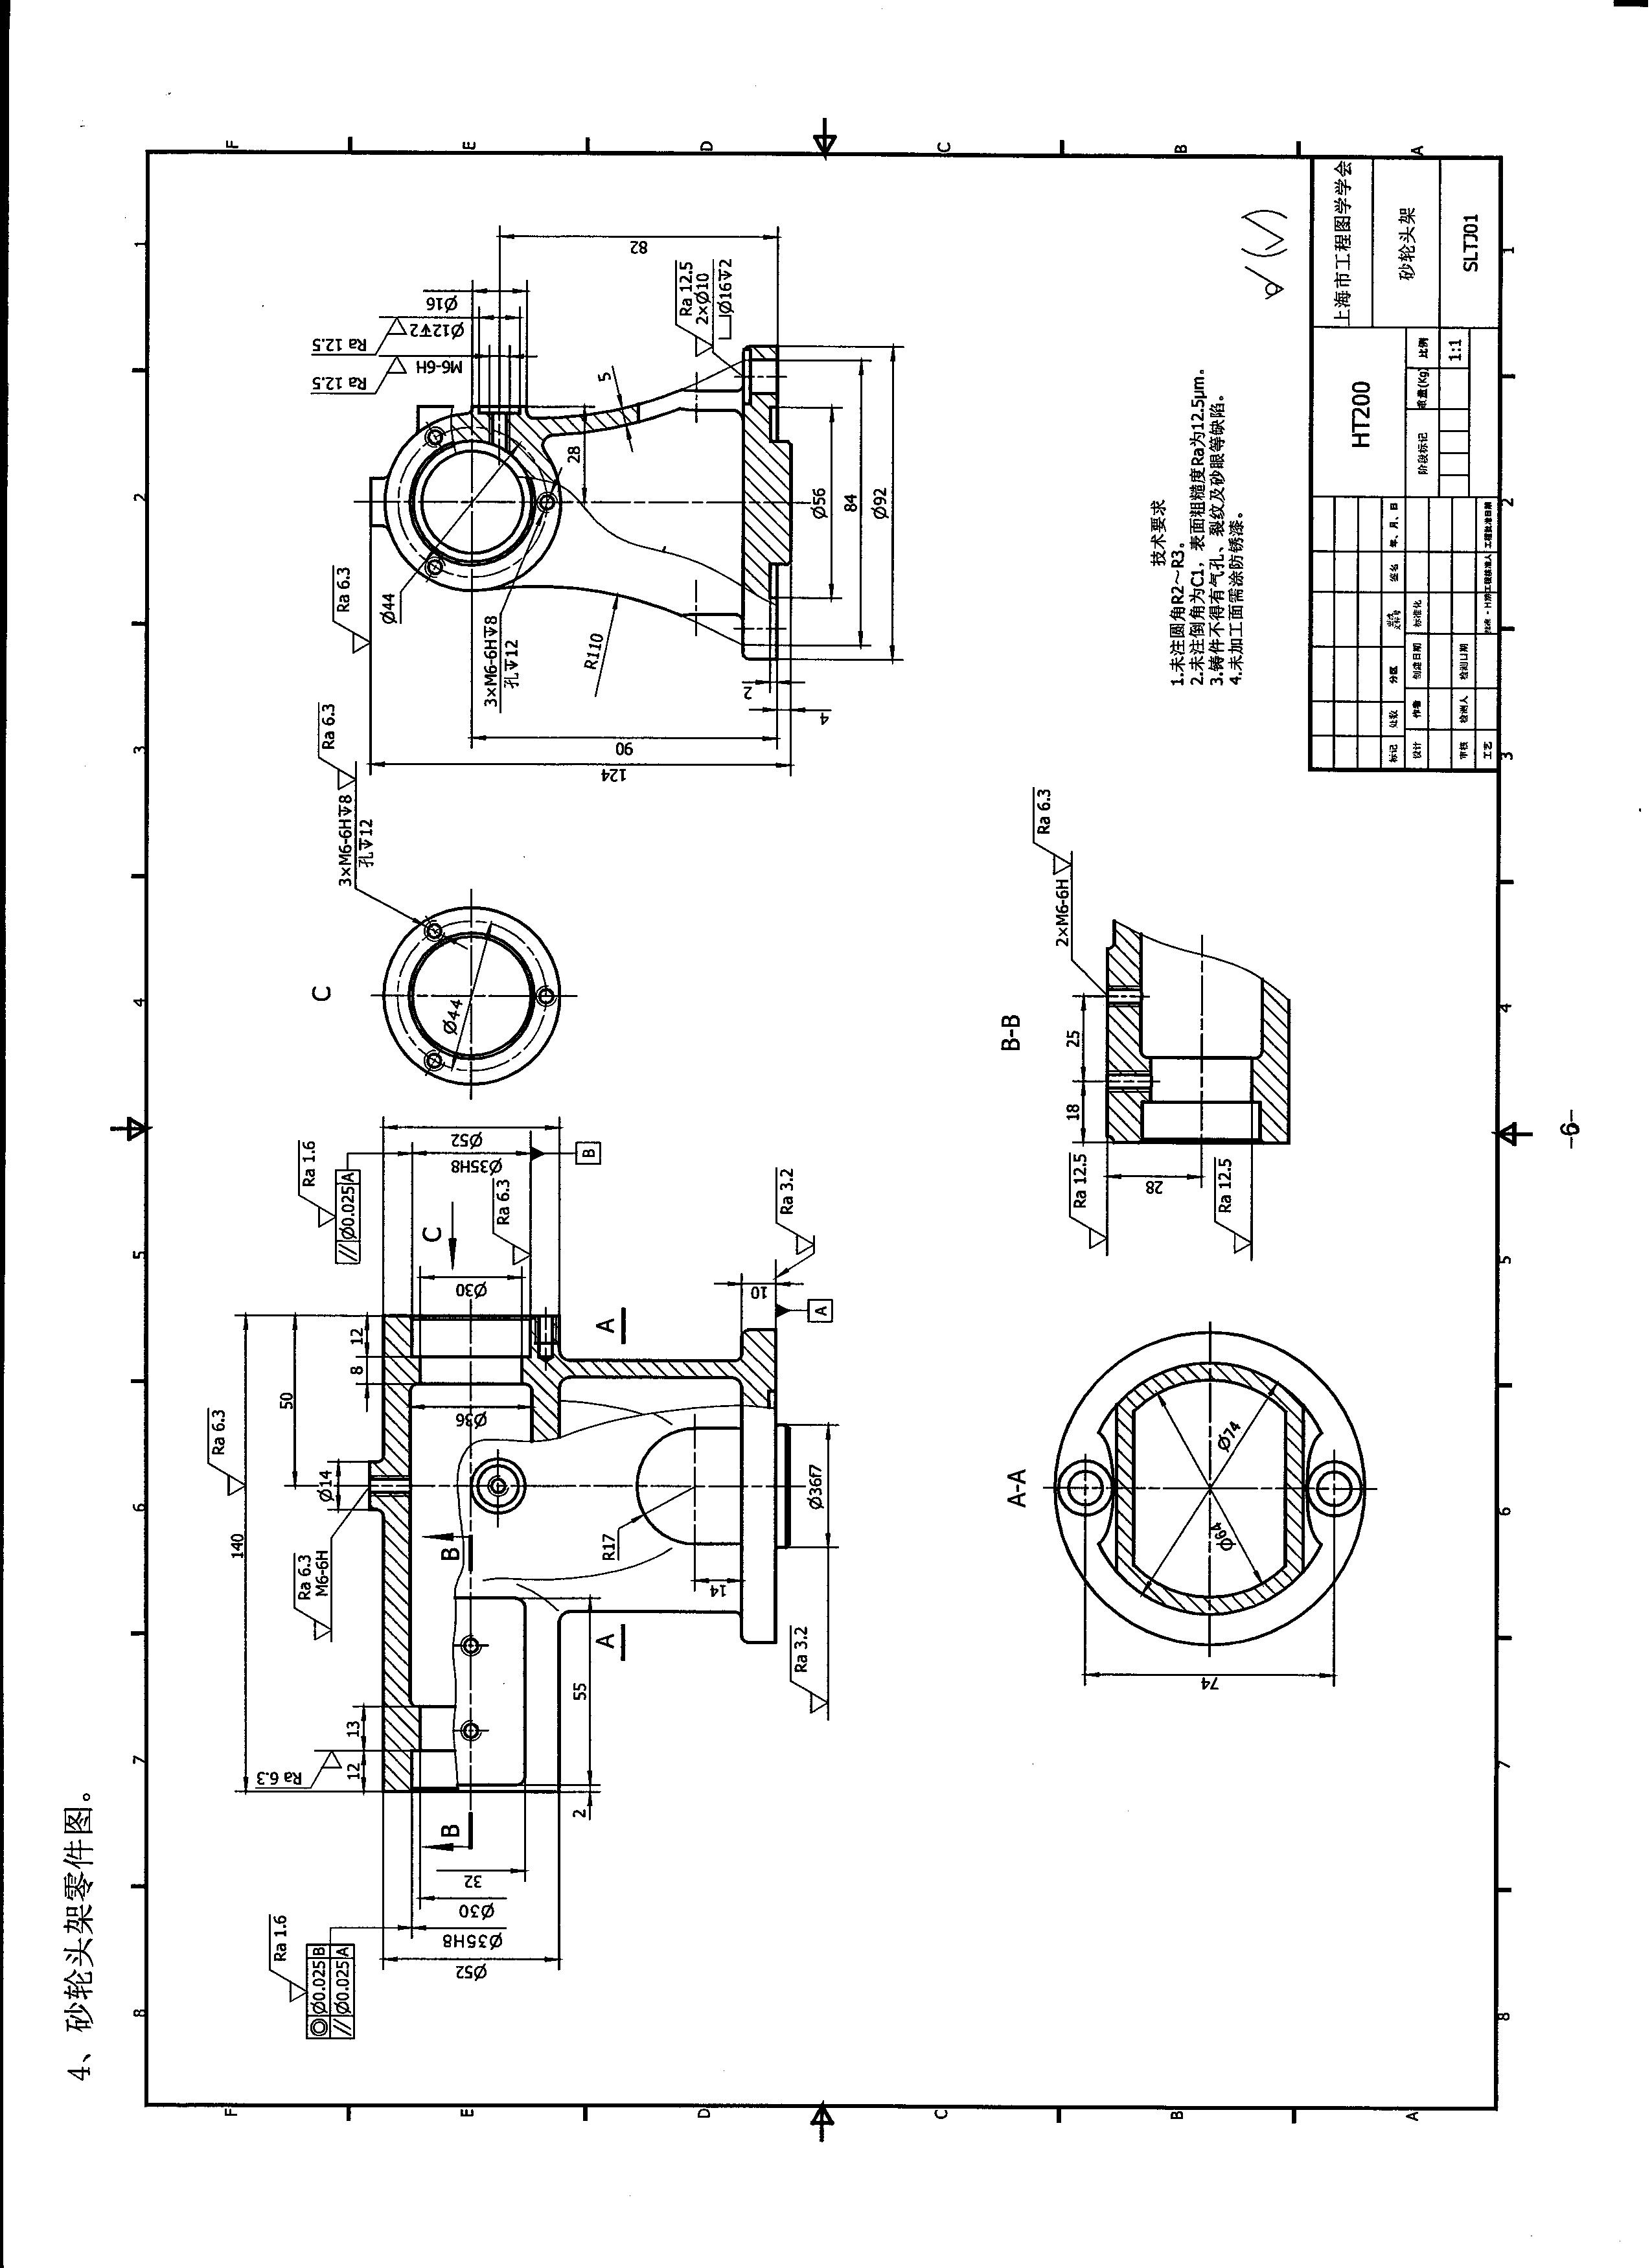 4、砂轮头架零件图。
8
7
6
5
4
3
2
1
F
E
D
C
B
A
Ra 1.6
◎ Ø0.025 B
// Ø0.025 A
Ø52
Ø35H8
Ø30
32
Ra 6.3
12
13
140
Ra 6.3
50
Ra 6.3
M6-6H
Ø14
8
12
Ra 1.6
// Ø0.025 A
Ø52
Ø35H8
B
Ra 6.3
C
Ø30
Ø36
B
B
A
A
2
55
R17
14
Ø36f7
10
Ra 3.2
A
Ra 3.2
C
Ø44
3×M6-6H↧8
孔↧12
Ra 6.3
Ra 6.3
Ø44
3×M6-6H↧8
孔↧12
R110
124
90
4
2
28
5
Ra 12.5
M6-6H
Ra 12.5
Ø12↧2
Ø16
82
Ra 12.5
2×Ø10
⌴Ø16↧2
Ø56
84
Ø92
A-A
Ø74
Ø64
74
B-B
18
25
28
2×M6-6H
Ra 6.3
Ra 12.5
Ra 12.5
技术要求
1.未注圆角R2～R3。
2.未注倒角为C1，表面粗糙度Ra为12.5μm。
3.铸件不得有气孔、裂纹及砂眼等缺陷。
4.未加工面需涂防锈漆。
标记 处数 分区 签名 年、月、日
设计 作者 创建日期 标准化
审核 检测人 检测日期
工艺
HT200
阶段标记 重量(Kg) 比例
1:1
上海市工程图学学会
砂轮头架
SLTJ01
F
E
D
C
B
A
8
7
6
5
4
3
2
1
-6-